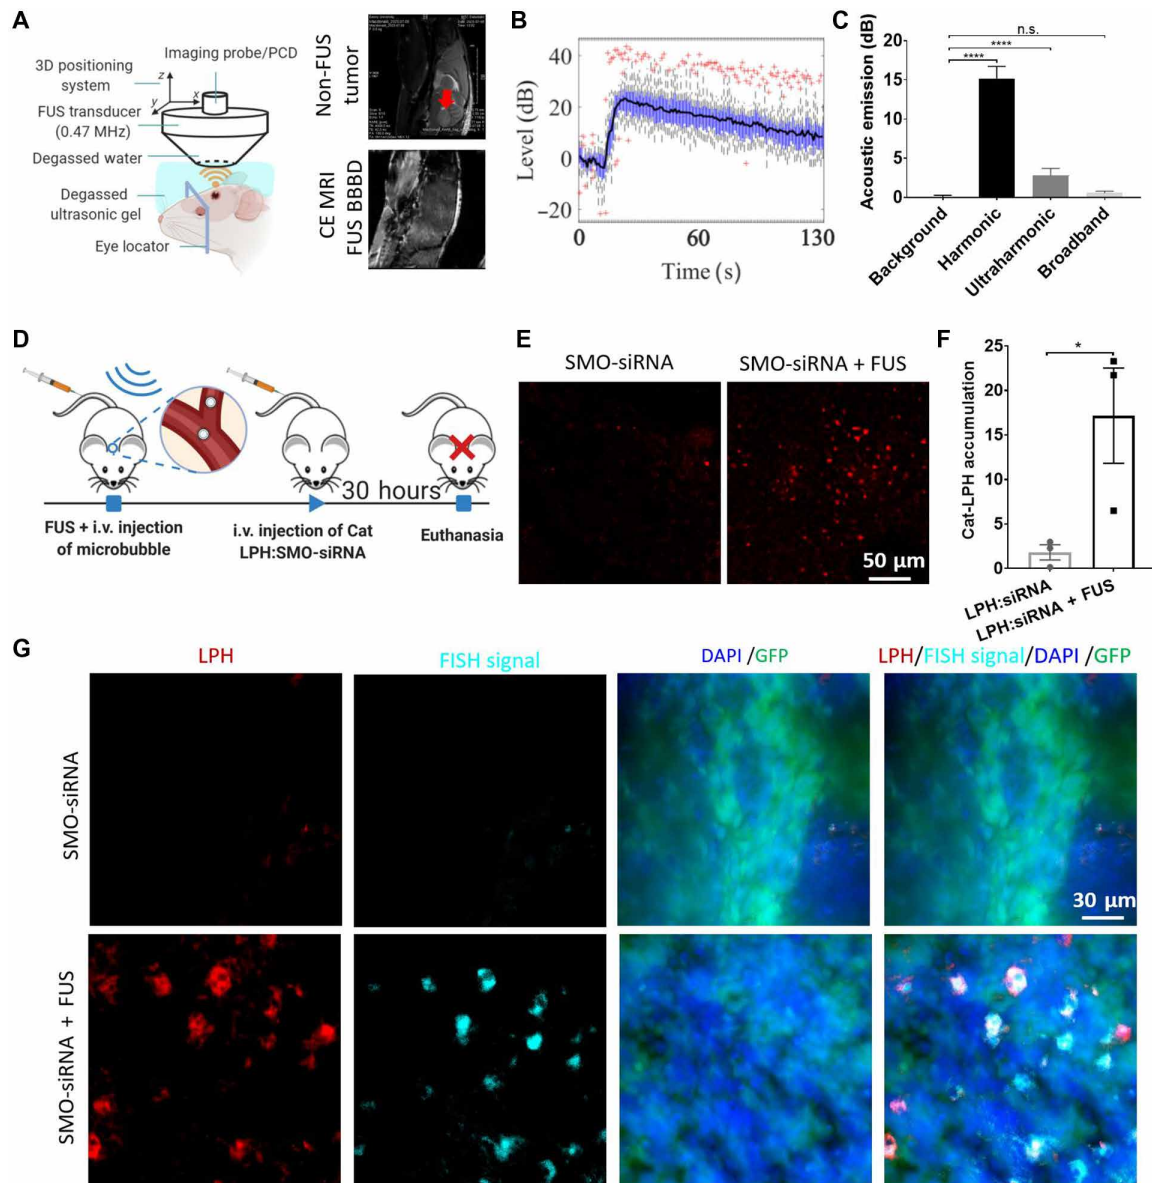 A
Imaging probe/PCD
3D positioning
system
z
x
y
FUS transducer
(0.47 MHz)
Degassed water
Degassed
ultrasonic gel
Eye locator
Non-FUS
tumor
CE MRI
FUS BBBD
B
Level (dB)
40
20
0
−20
0
60
130
Time (s)
C
Acoustic emission (dB)
20
15
10
5
0
n.s.
****
****
Background
Harmonic
Ultraharmonic
Broadband
D
30 hours
FUS + i.v. injection
of microbubble
i.v. injection of Cat
LPH:SMO-siRNA
Euthanasia
E
SMO-siRNA
SMO-siRNA + FUS
50 µm
F
Cat-LPH accumulation
25
20
15
10
5
0
*
LPH:siRNA
LPH:siRNA + FUS
G
LPH
FISH signal
DAPI /GFP
LPH/FISH signal/DAPI /GFP
SMO-siRNA
30 µm
SMO-siRNA + FUS